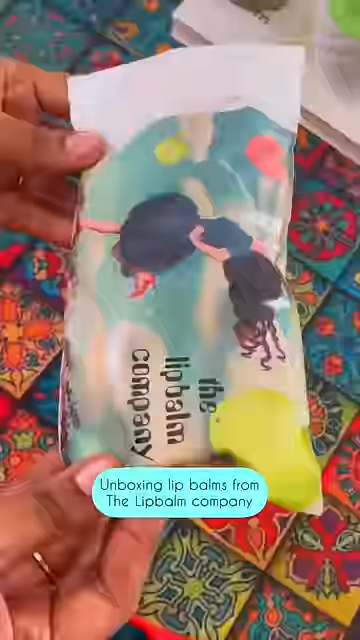 the
lipbalm
company
Unboxing lip balms from
The Lipbalm company